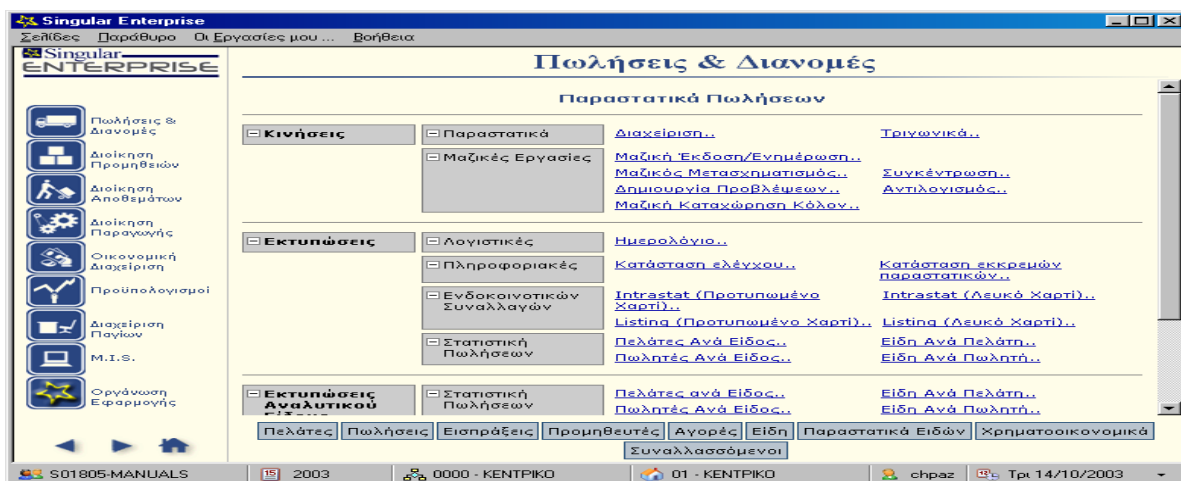 Singular Enterprise
Σελίδες Παράθυρο Οι Εργασίες μου ... Βοήθεια
Singular
ENTERPRISE
Πωλήσεις & Διανομές
Παραστατικά Πωλήσεων
Πωλήσεις &
Διανομές
Διοίκηση
Προμηθειών
Διοίκηση
Αποθεμάτων
Διοίκηση
Παραγωγής
Οικονομική
Διαχείριση
Προϋπολογισμοί
Διαχείριση
Παγίων
M.I.S.
Οργάνωση
Εφαρμογής
Κινήσεις Παραστατικά Διαχείριση.. Τριγωνικά..
Μαζικές Εργασίες Μαζική Έκδοση/Ενημέρωση..
Μαζικός Μετασχηματισμός.. Συγκέντρωση..
Δημιουργία Προβλέψεων.. Αντιλογισμός..
Μαζική Καταχώρηση Κόλον..
Εκτυπώσεις Λογιστικές Ημερολόγιο..
Πληροφοριακές Κατάσταση ελέγχου.. Κατάσταση εκκρεμών
παραστατικών..
Ενδοκοινοτικών Intrastat (Προτυπωμένο Intrastat (Λευκό Χαρτί)..
Συναλλαγών Χαρτί)..
Listing (Προτυπωμένο Χαρτί).. Listing (Λευκό Χαρτί)..
Στατιστική Πελάτες Ανά Είδος.. Είδη Ανά Πελάτη..
Πωλήσεων Πωλητές Ανά Είδος.. Είδη Ανά Πωλητή..
Εκτυπώσεις Στατιστική Πελάτες ανά Είδος.. Είδη Ανά Πελάτη..
Αναλυτικού Πωλήσεων Πωλητές Ανά Είδος.. Είδη Ανά Πωλητή..
Πελάτες Πωλήσεις Εισπράξεις Προμηθευτές Αγορές Είδη Παραστατικά Ειδών Χρηματοοικονομικά
Συναλλασσόμενοι
S01805-MANUALS 15 2003 0000 - ΚΕΝΤΡΙΚΟ 01 - ΚΕΝΤΡΙΚΟ chpaz Τρι 14/10/2003